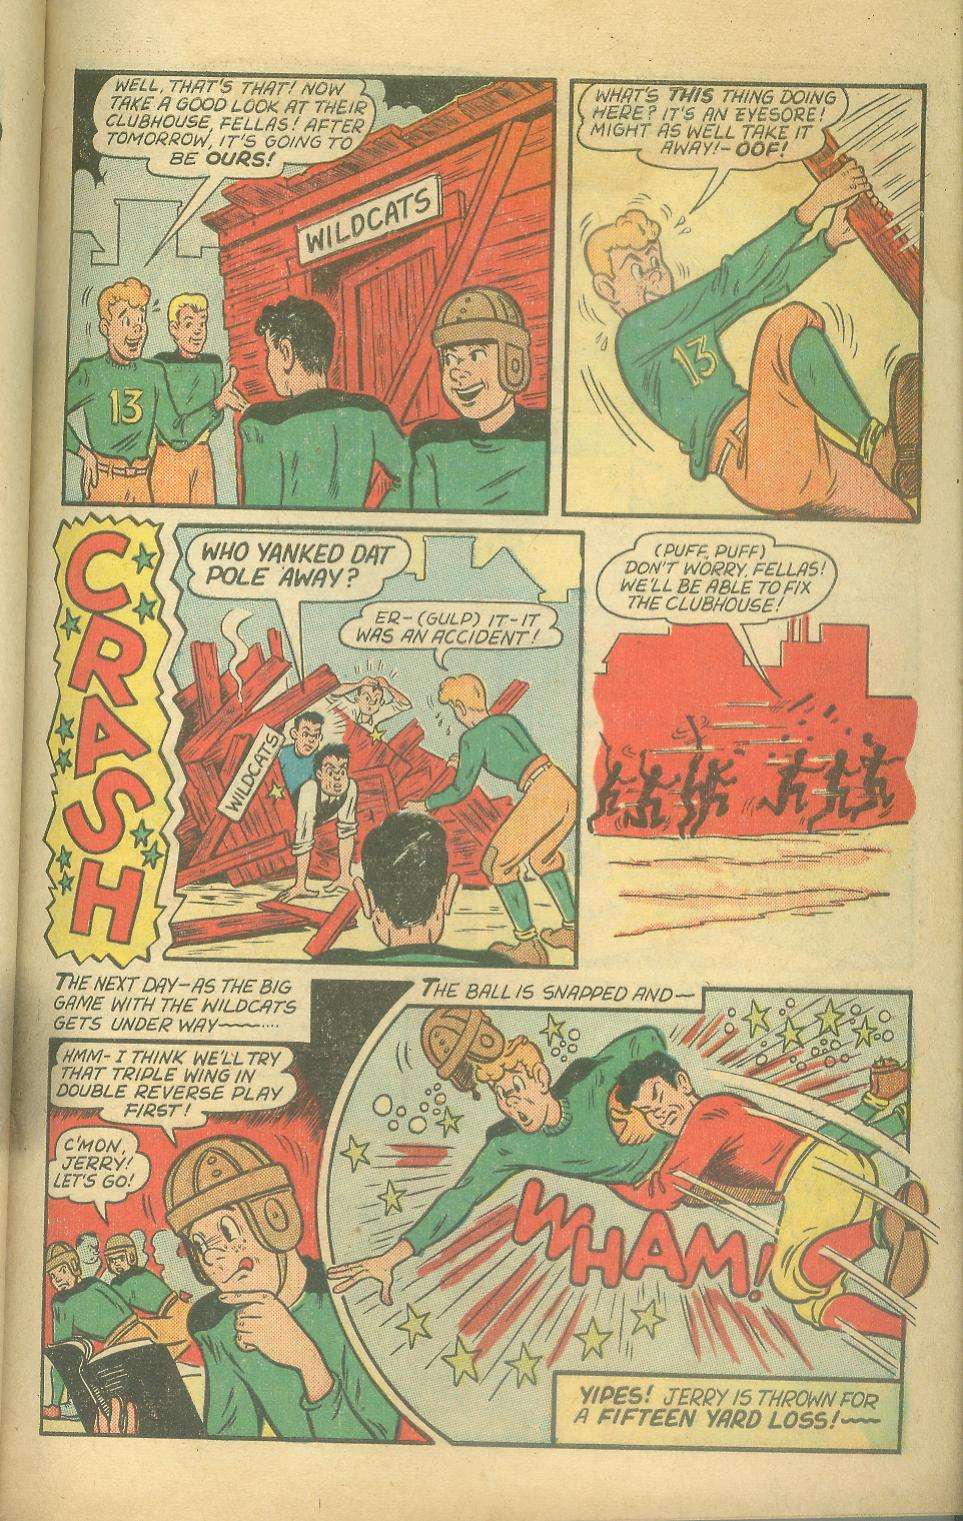 WELL, THAT'S THAT! NOW
TAKE A GOOD LOOK AT THEIR
CLUBHOUSE, FELLAS! AFTER
TOMORROW, IT'S GOING TO
BE OURS!
WILDCATS
13
WHAT'S THIS THING DOING
HERE? IT'S AN EYESORE!
MIGHT AS WELL TAKE IT
AWAY!-OOF!
13
CRASH
WHO YANKED DAT
POLE AWAY?
ER-(GULP) IT-IT
WAS AN ACCIDENT!
WILDCATS
(PUFF, PUFF)
DON'T WORRY, FELLAS!
WE'LL BE ABLE TO FIX
THE CLUBHOUSE!
THE NEXT DAY-AS THE BIG
GAME WITH THE WILDCATS
GETS UNDER WAY----....
HMM-I THINK WE'LL TRY
THAT TRIPLE WING IN
DOUBLE REVERSE PLAY
FIRST!
C'MON,
JERRY!
LET'S GO!
THE BALL IS SNAPPED AND-
WHAM!
YIPES! JERRY IS THROWN FOR
A FIFTEEN YARD LOSS!--